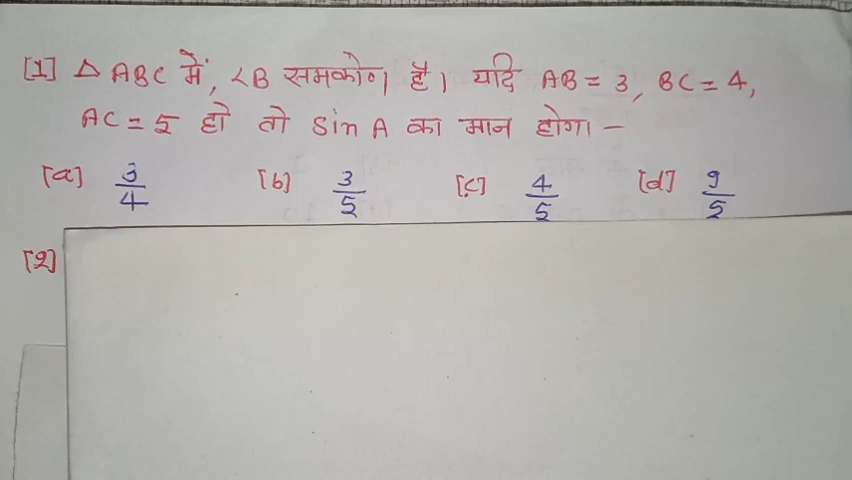 [1] △ ABC में, <B समकोण है। यदि AB = 3, BC = 4,
AC = 5 हो तो sin A का मान होगा –
[a] 3/4 [b] 3/5 [c] 4/5 [d] 9/5
[2]